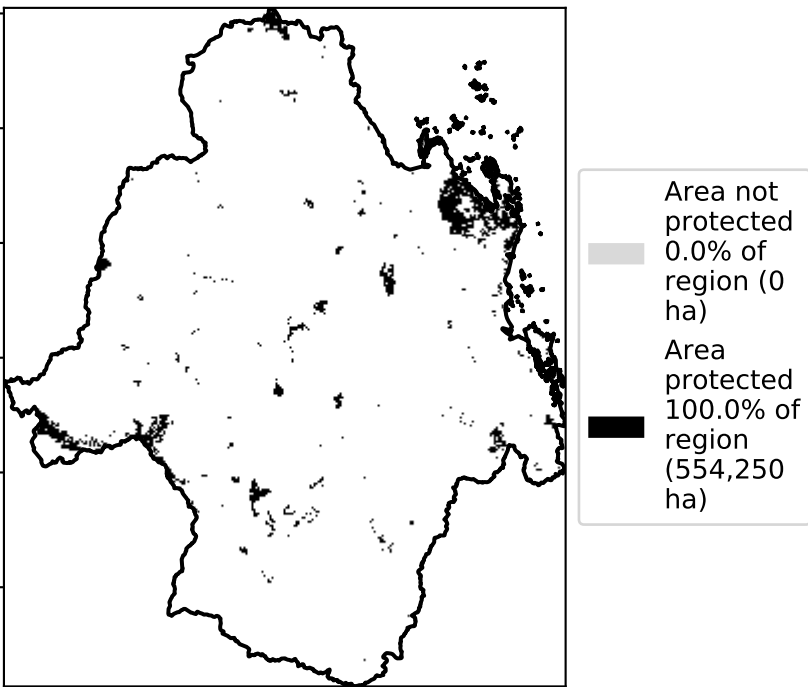 Area not
protected
0.0% of
region (0
ha)
Area
protected
100.0% of
region
(554,250
ha)